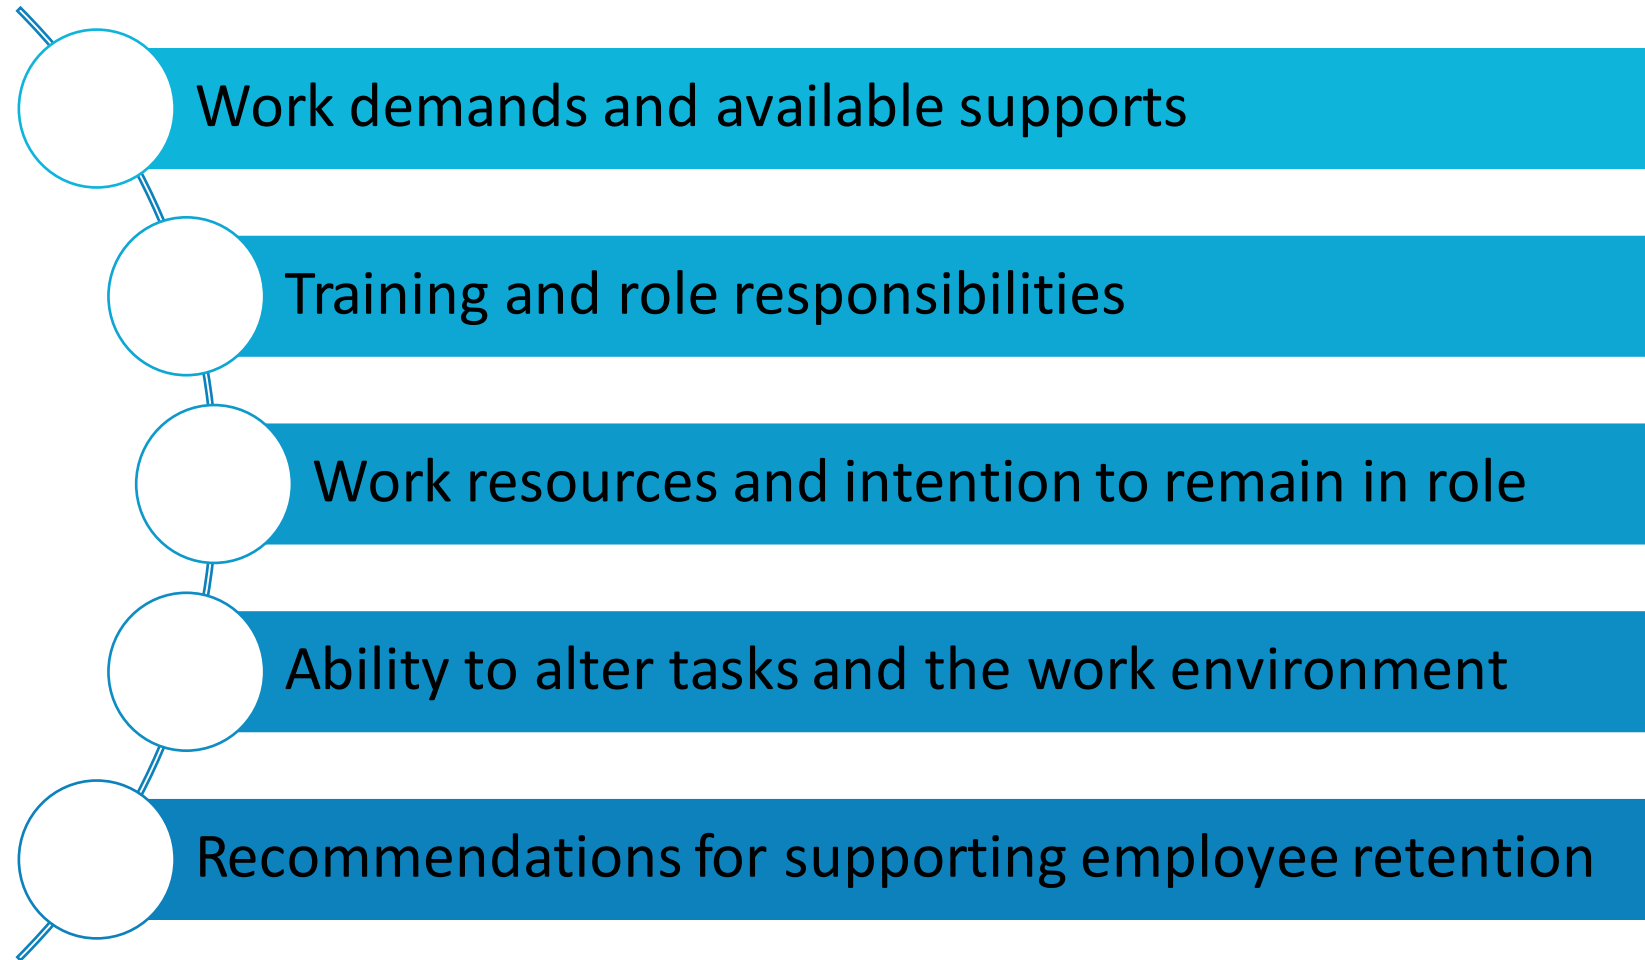 Work demands and available supports
Training and role responsibilities
Work resources and intention to remain in role
Ability to alter tasks and the work environment
Recommendations for supporting employee retention